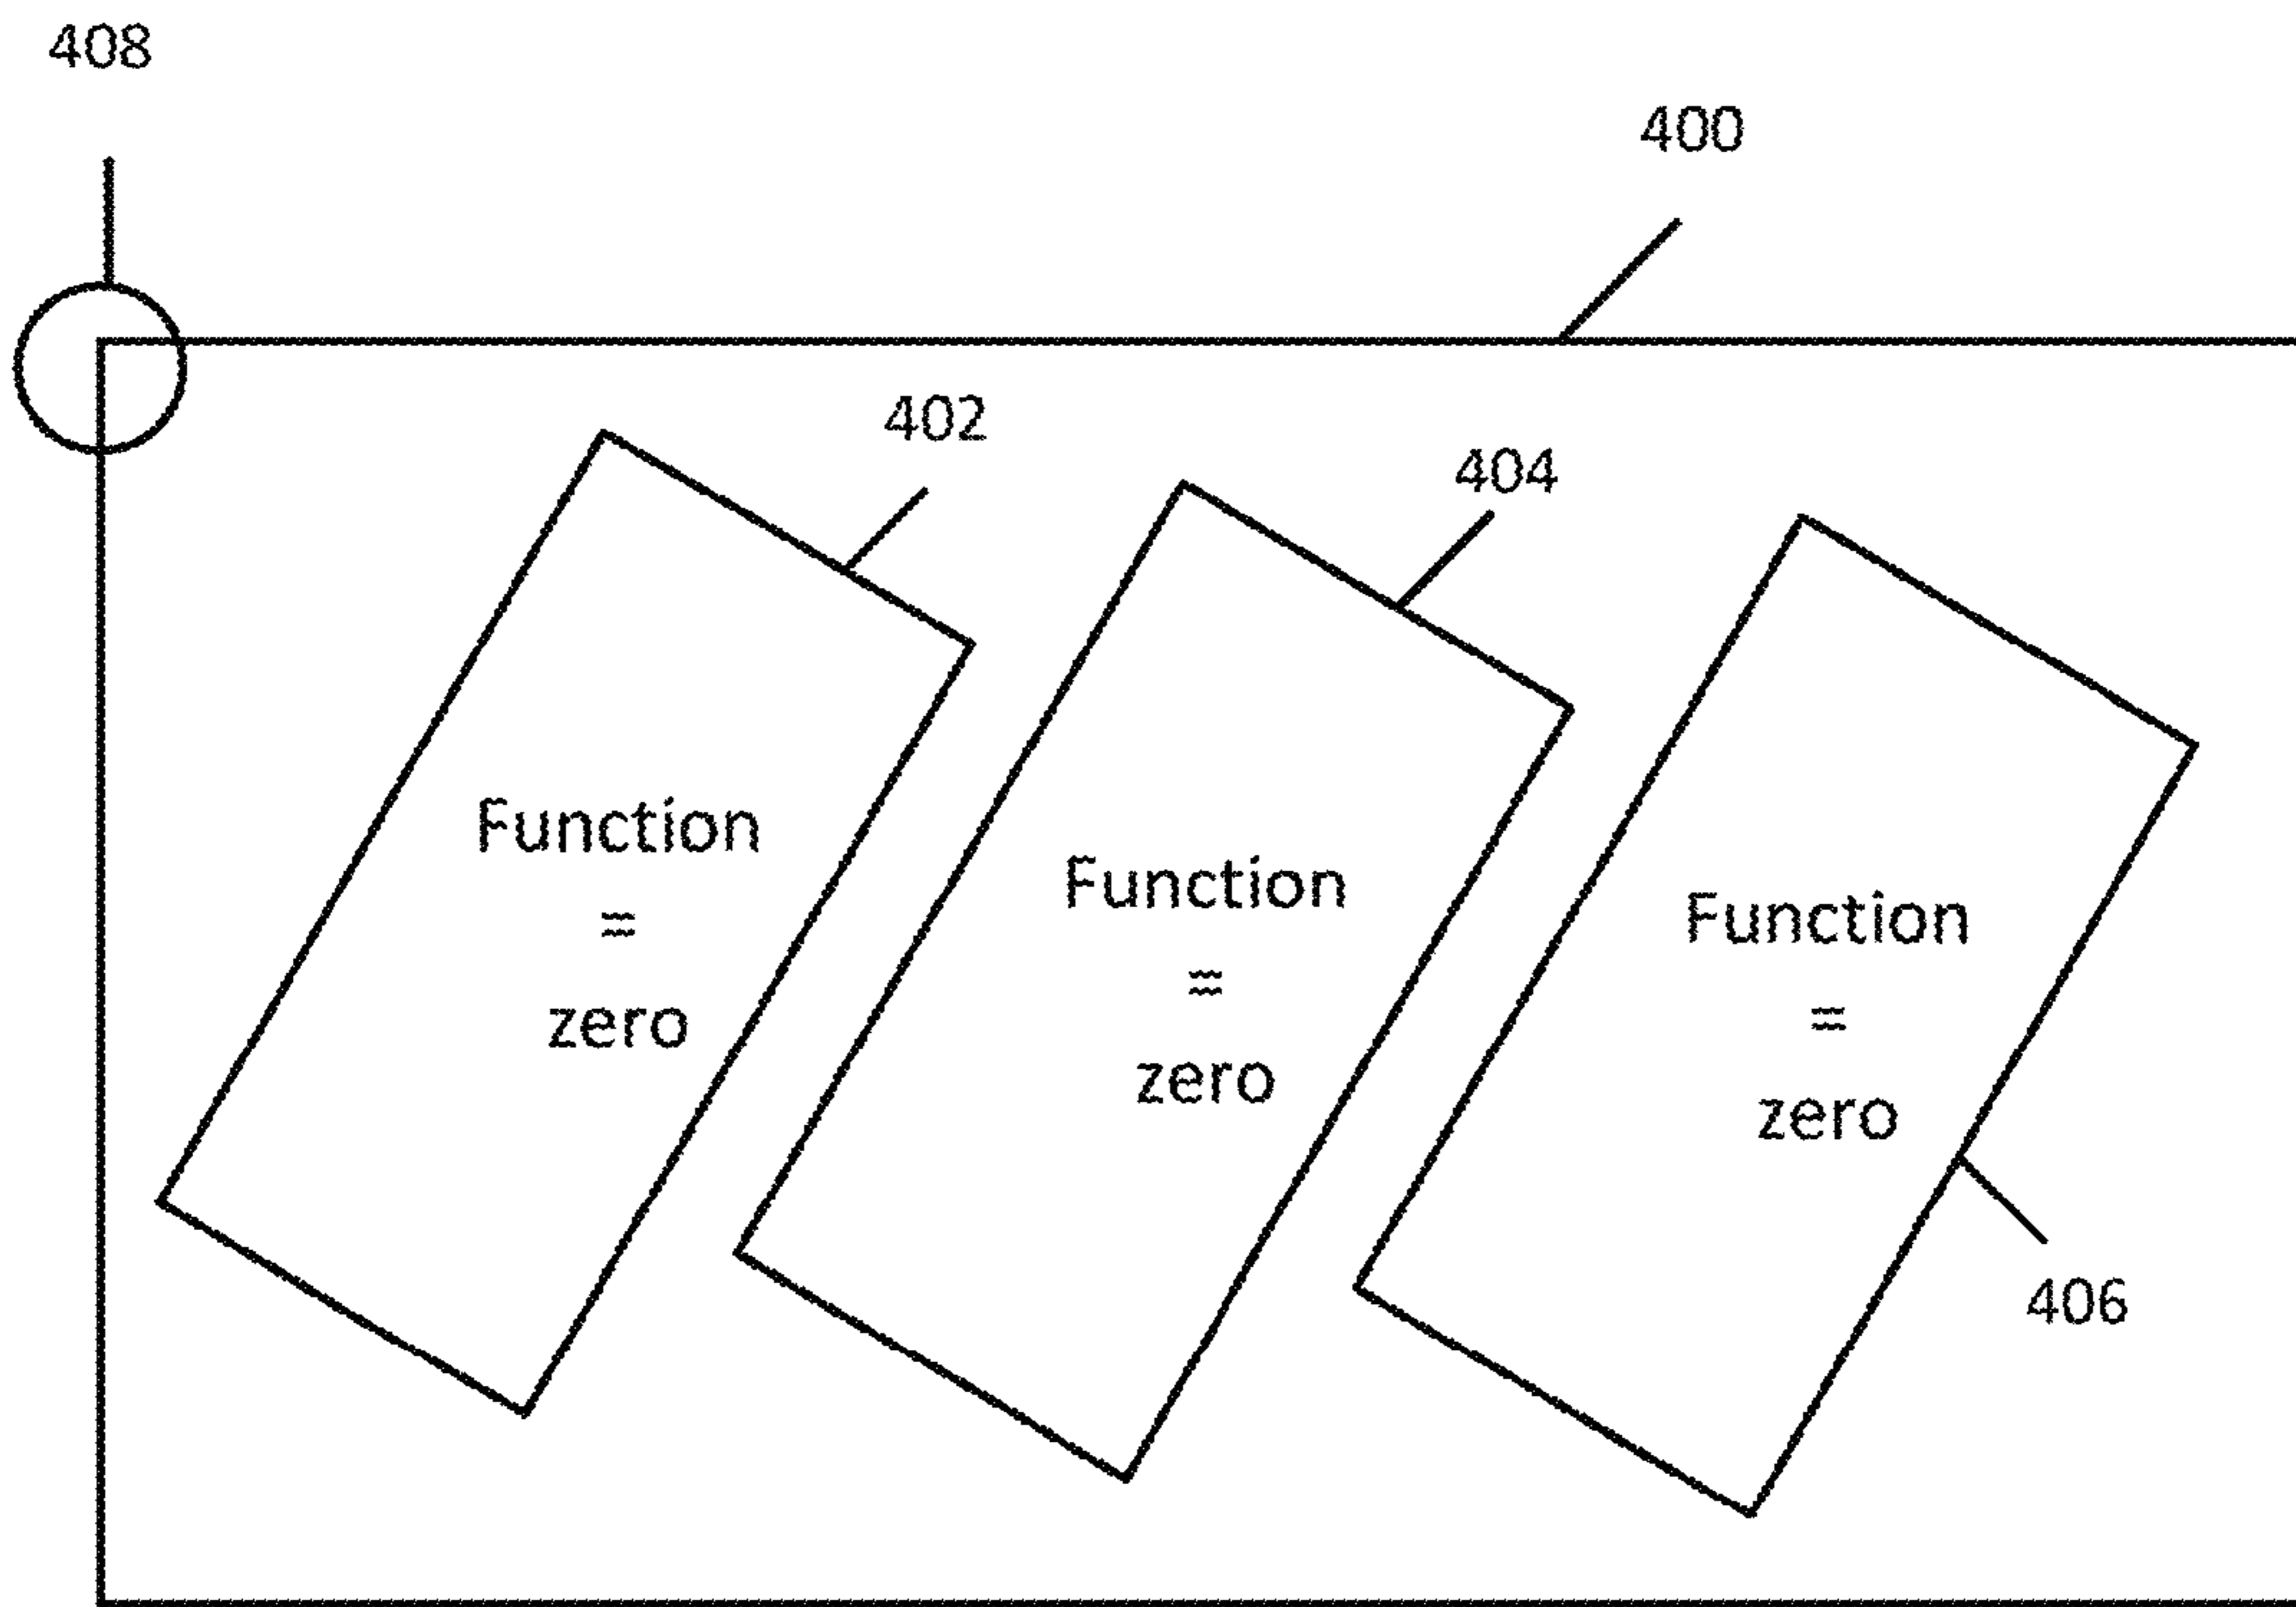 408
400
402
404
Function
=
zero
Function
=
zero
Function
=
zero
406